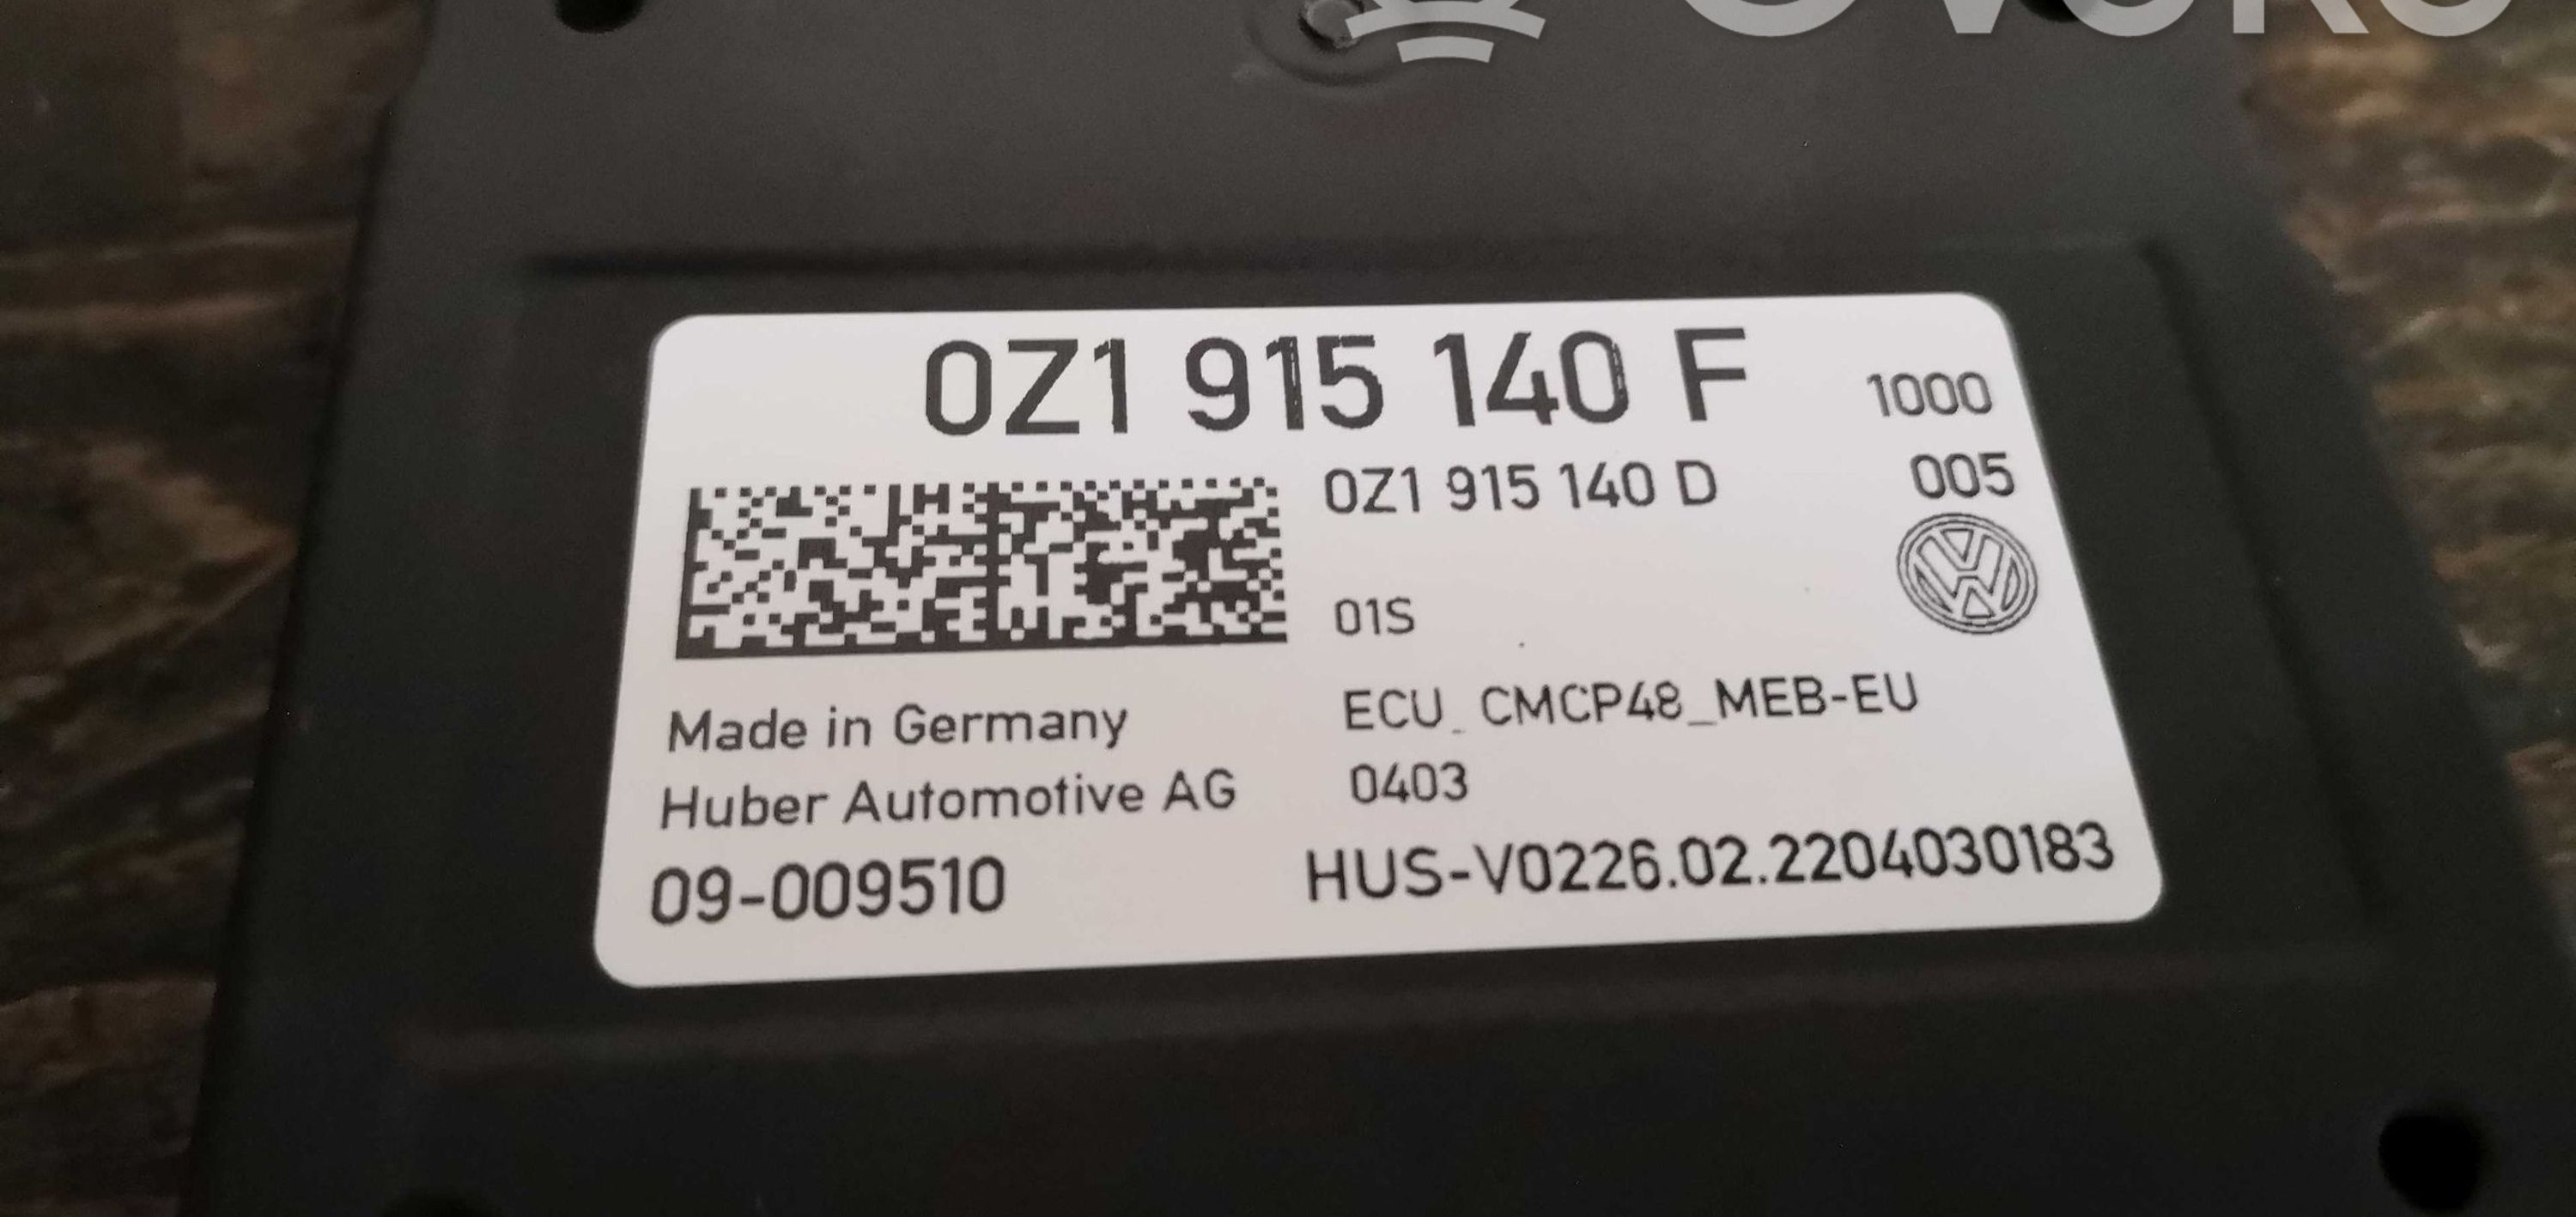 0Z1 915 140 F
1000
0Z1 915 140 D
005
01S
Made in Germany
ECU_CMCP48_MEB-EU
Huber Automotive AG
0403
09-009510
HUS-V0226.02.2204030183